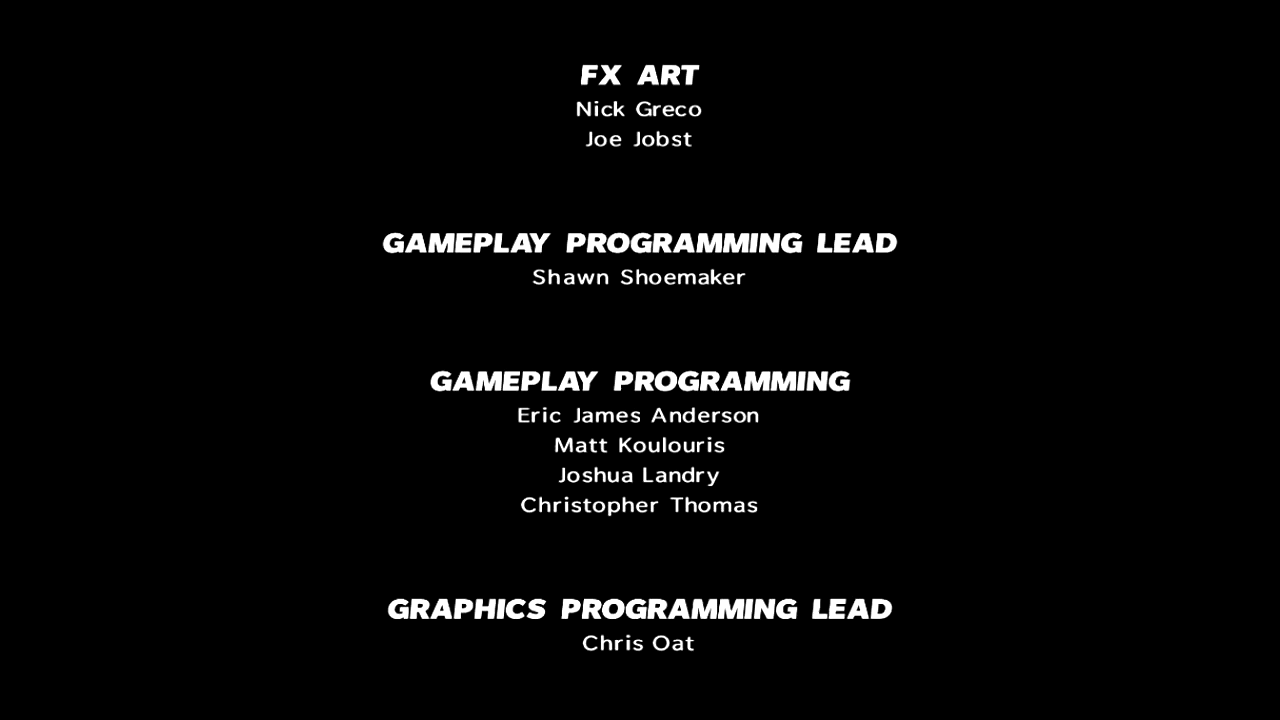 FX ART
Nick Greco
Joe Jobst
GAMEPLAY PROGRAMMING LEAD
Shawn Shoemaker
GAMEPLAY PROGRAMMING
Eric James Anderson
Matt Koulouris
Joshua Landry
Christopher Thomas
GRAPHICS PROGRAMMING LEAD
Chris Oat